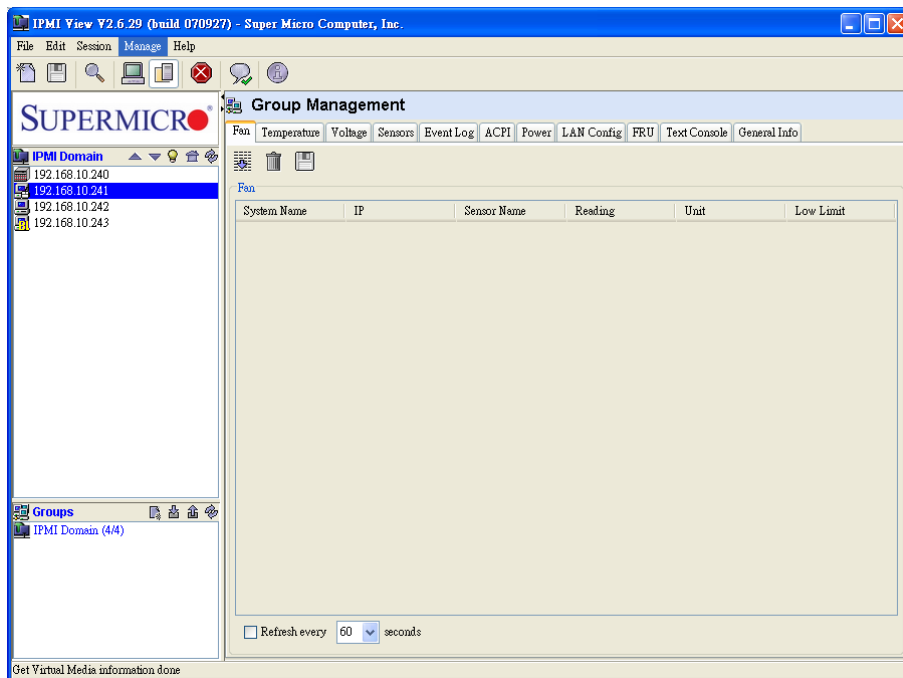 IPMI View V2.6.29 (build 070927) - Super Micro Computer, Inc.
File Edit Session Manage Help
SUPERMICRO
IPMI Domain
192.168.10.240
192.168.10.241
192.168.10.242
192.168.10.243
Groups
IPMI Domain (4/4)
Group Management
Fan Temperature Voltage Sensors Event Log ACPI Power LAN Config FRU Text Console General Info
Fan
System Name IP Sensor Name Reading Unit Low Limit
Refresh every 60 seconds
Get Virtual Media information done